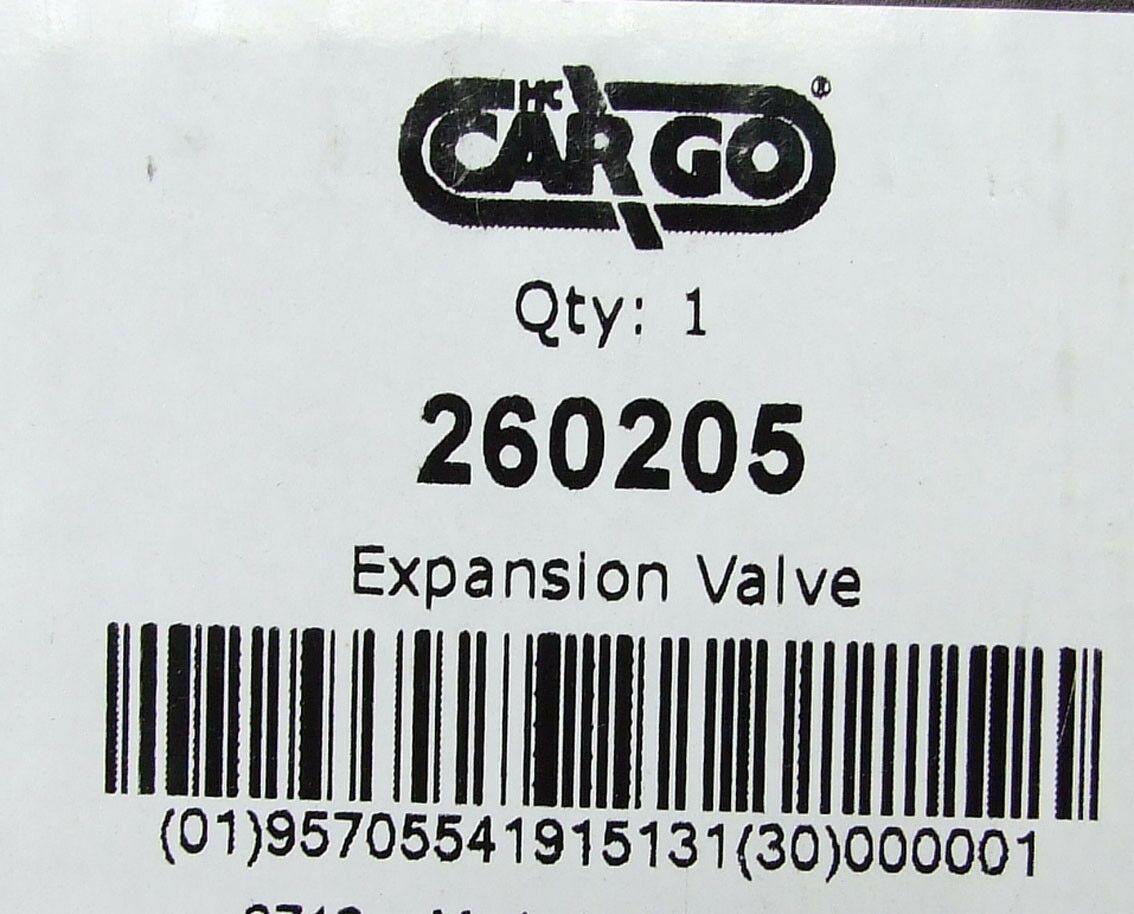 HC
CARGO®
Qty: 1
260205
Expansion Valve
(01)95705541915131(30)000001